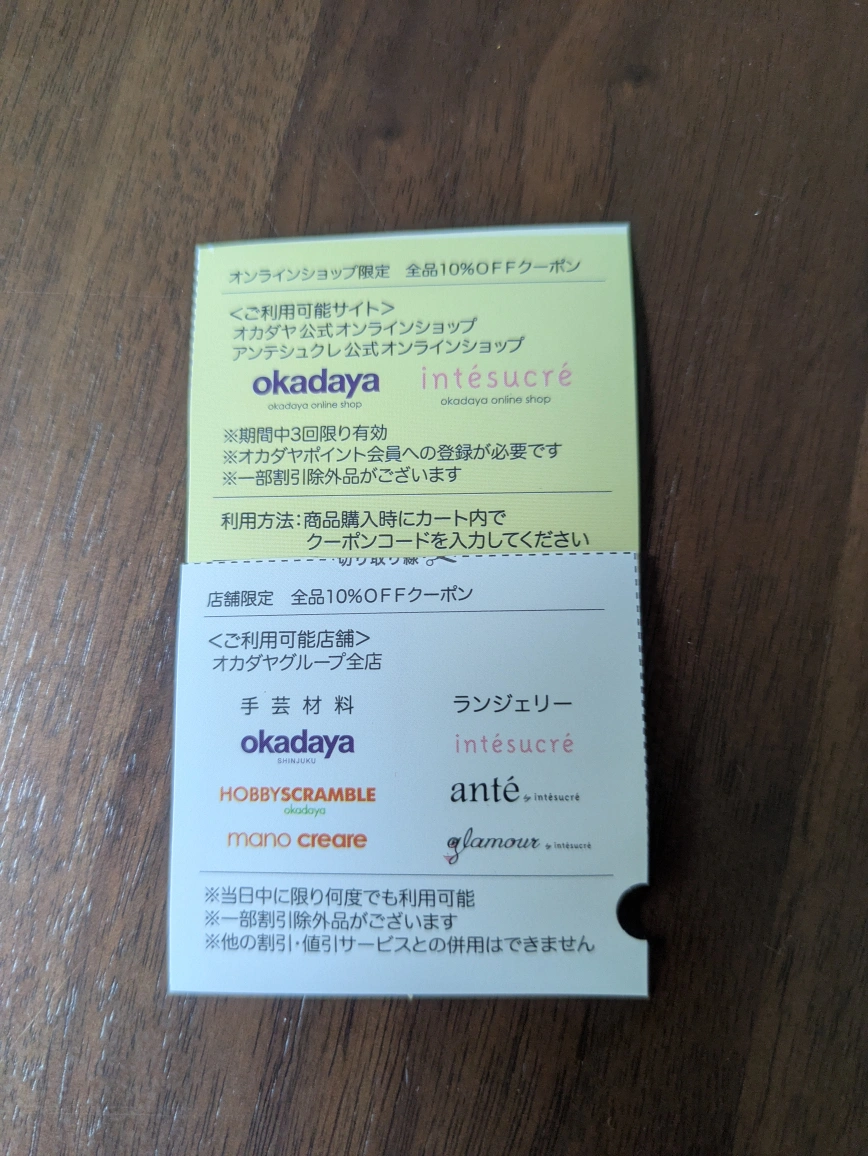 オンラインショップ限定　全品10%OFFクーポン
＜ご利用可能サイト＞
オカダヤ公式オンラインショップ
アンテシュクレ公式オンラインショップ
okadaya intésucré
okadaya online shop okadaya online shop
※期間中3回限り有効
※オカダヤポイント会員への登録が必要です
※一部割引除外品がございます
利用方法：商品購入時にカート内で
クーポンコードを入力してください
切り取り線
店舗限定　全品10%OFFクーポン
＜ご利用可能店舗＞
オカダヤグループ全店
手芸材料 ランジェリー
okadaya intésucré
SHINJUKU
HOBBYSCRAMBLE anté by intésucré
okadaya
mano creare glamour by intésucré
※当日中に限り何度でも利用可能
※一部割引除外品がございます
※他の割引・値引サービスとの併用はできません